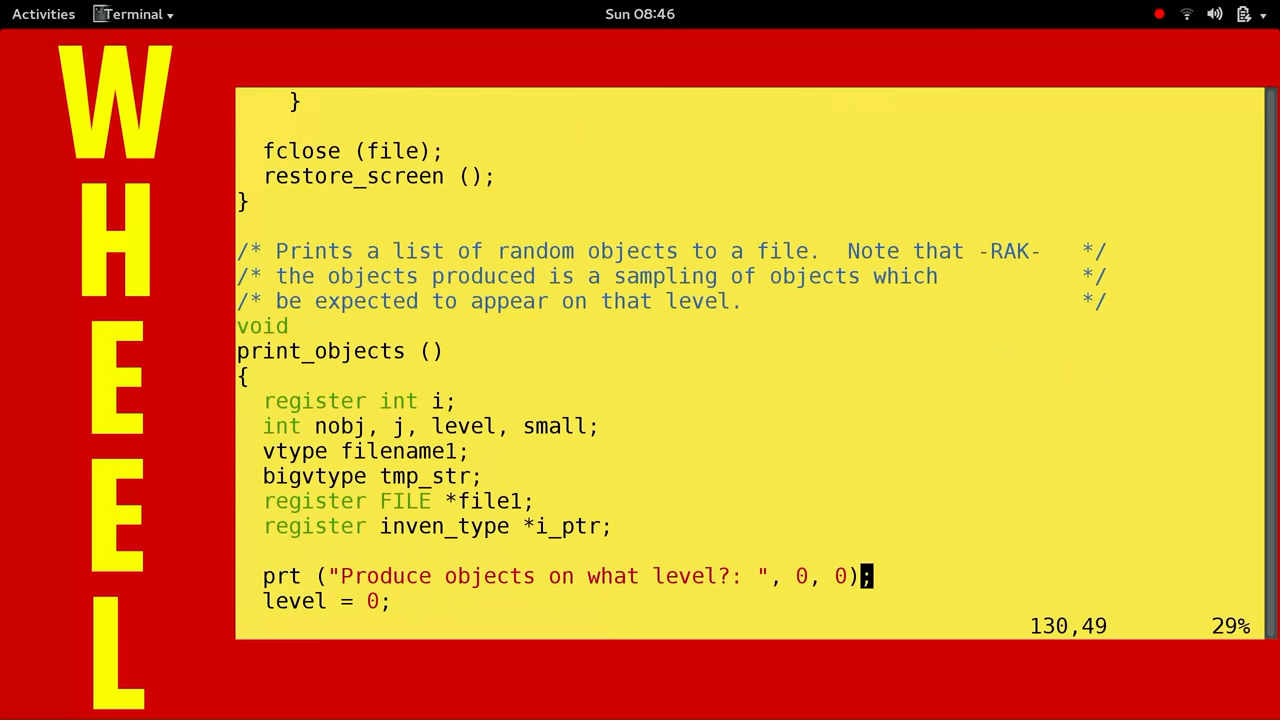 Activities Terminal Sun 08:46
WHEEL
    }

  fclose (file);
  restore_screen ();
}

/* Prints a list of random objects to a file.  Note that -RAK-   */
/* the objects produced is a sampling of objects which           */
/* be expected to appear on that level.                          */
void
print_objects ()
{
  register int i;
  int nobj, j, level, small;
  vtype filename1;
  bigvtype tmp_str;
  register FILE *file1;
  register inven_type *i_ptr;

  prt ("Produce objects on what level?: ", 0, 0);
  level = 0;
130,49 29%